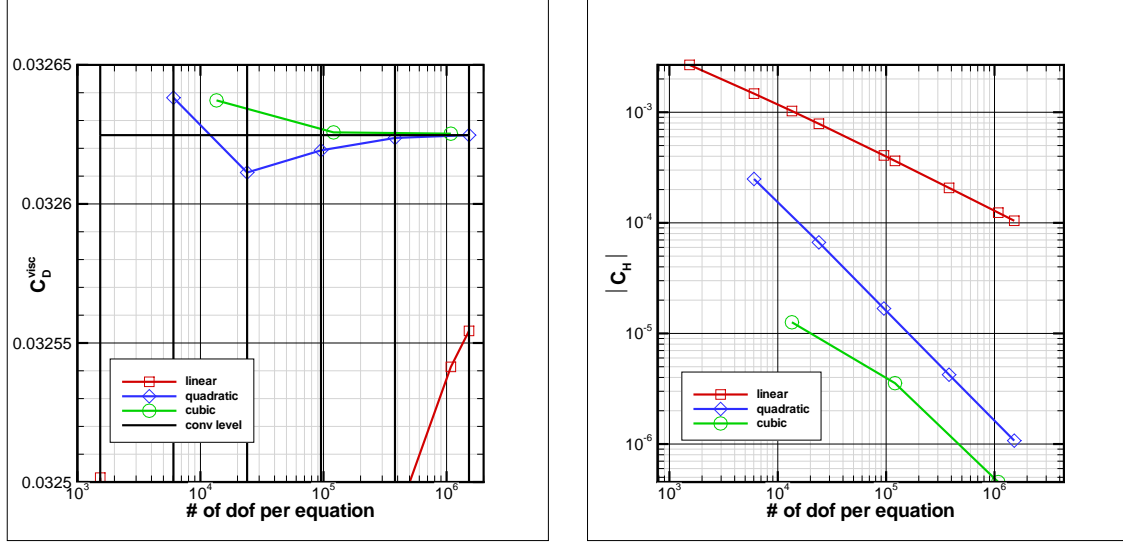 0.03265
0.0326
0.03255
0.0325
C_D^visc
10^3
10^4
10^5
10^6
# of dof per equation
linear
quadratic
cubic
conv level
10^-3
10^-4
10^-5
10^-6
|C_H|
10^3
10^4
10^5
10^6
# of dof per equation
linear
quadratic
cubic